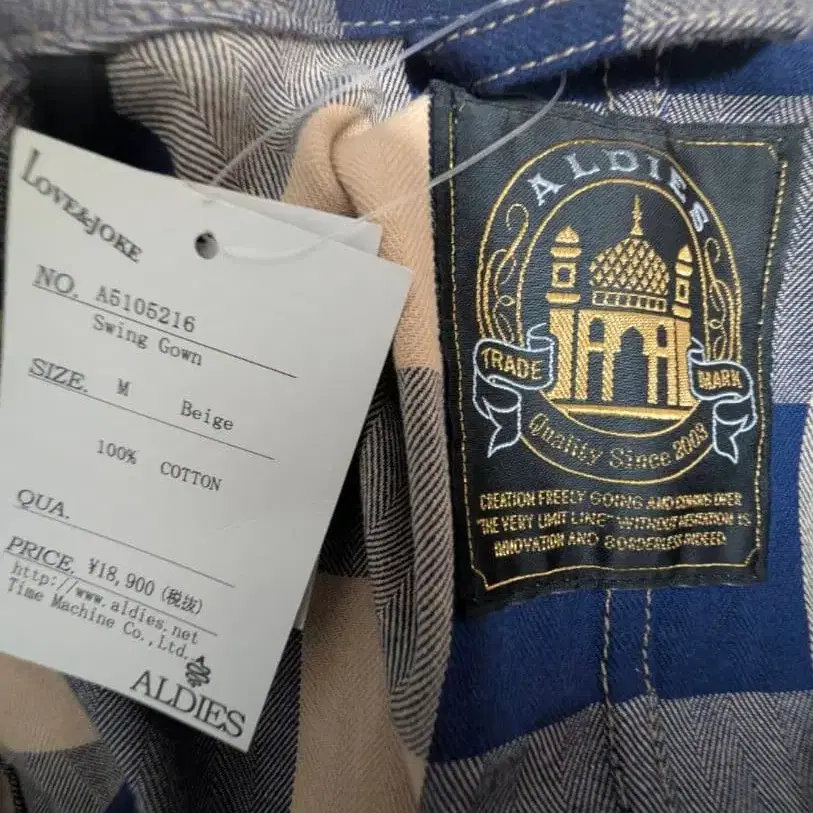 LOVE&JOKE
NO. A5105216
Swing Gown
SIZE. M Beige
100% COTTON
QUA.
PRICE. ¥18,900 (税抜)
http://www.aldies.net
Time Machine Co.,Ltd.
ALDIES
ALDIES
TRADE MARK
Quality Since 2003
CREATION FREELY GOING AND COMING OVER
"THE VERY LIMIT LINE" WITHOUT HESITATION IS
INNOVATION AND BORDERLESS INDEED